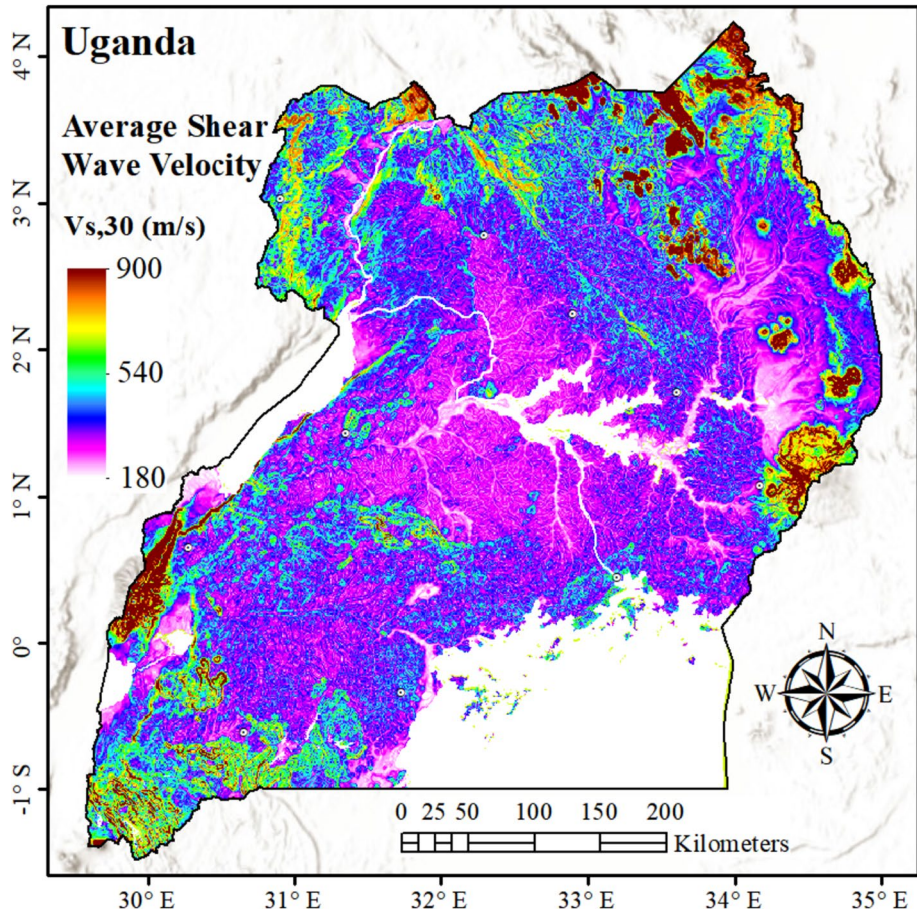 Uganda
Average Shear
Wave Velocity
Vs,30 (m/s)
900
540
180
4° N
3° N
2° N
1° N
0°
-1° S
N
W E
S
0 25 50 100 150 200
Kilometers
30° E 31° E 32° E 33° E 34° E 35° E